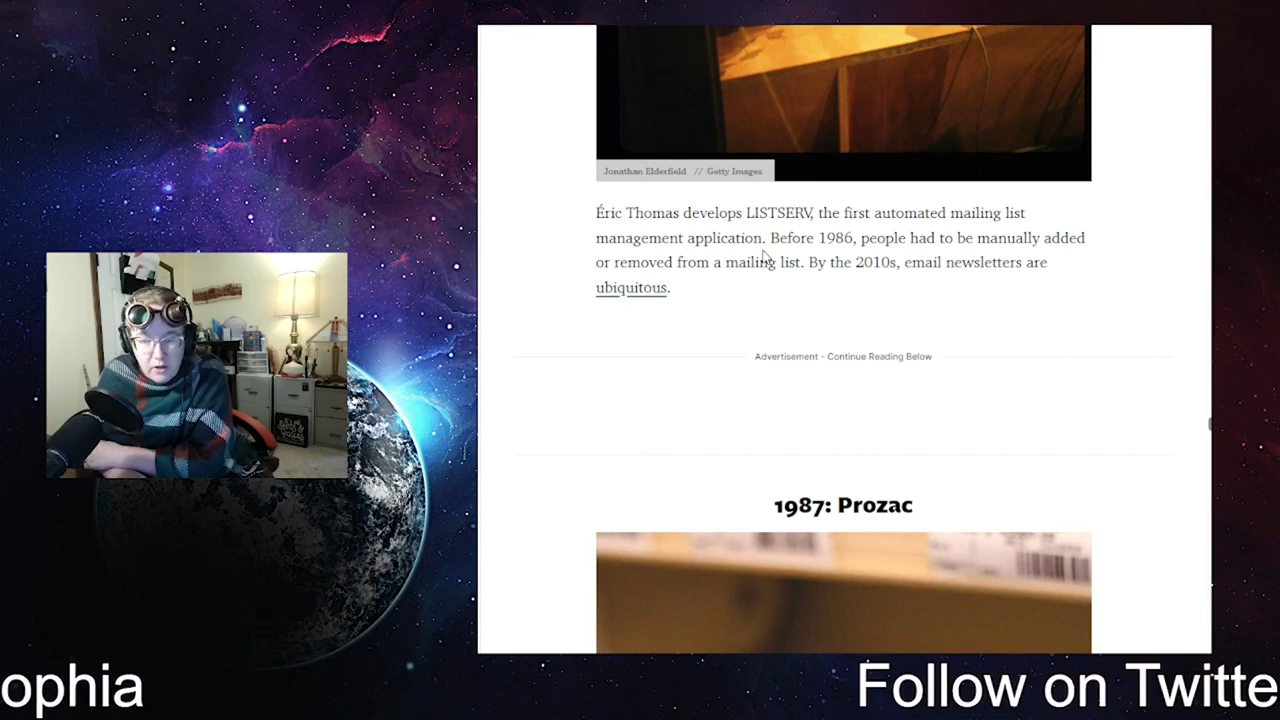 Jonathan Elderfield // Getty Images
Éric Thomas develops LISTSERV, the first automated mailing list
management application. Before 1986, people had to be manually added
or removed from a mailing list. By the 2010s, email newsletters are
ubiquitous.
Advertisement - Continue Reading Below
1987: Prozac
ophia
Follow on Twitte